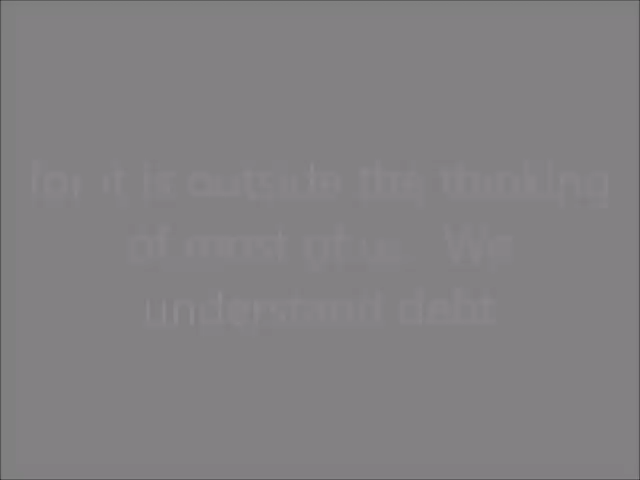 for it is outside the thinking
of most of us. We
understand debt